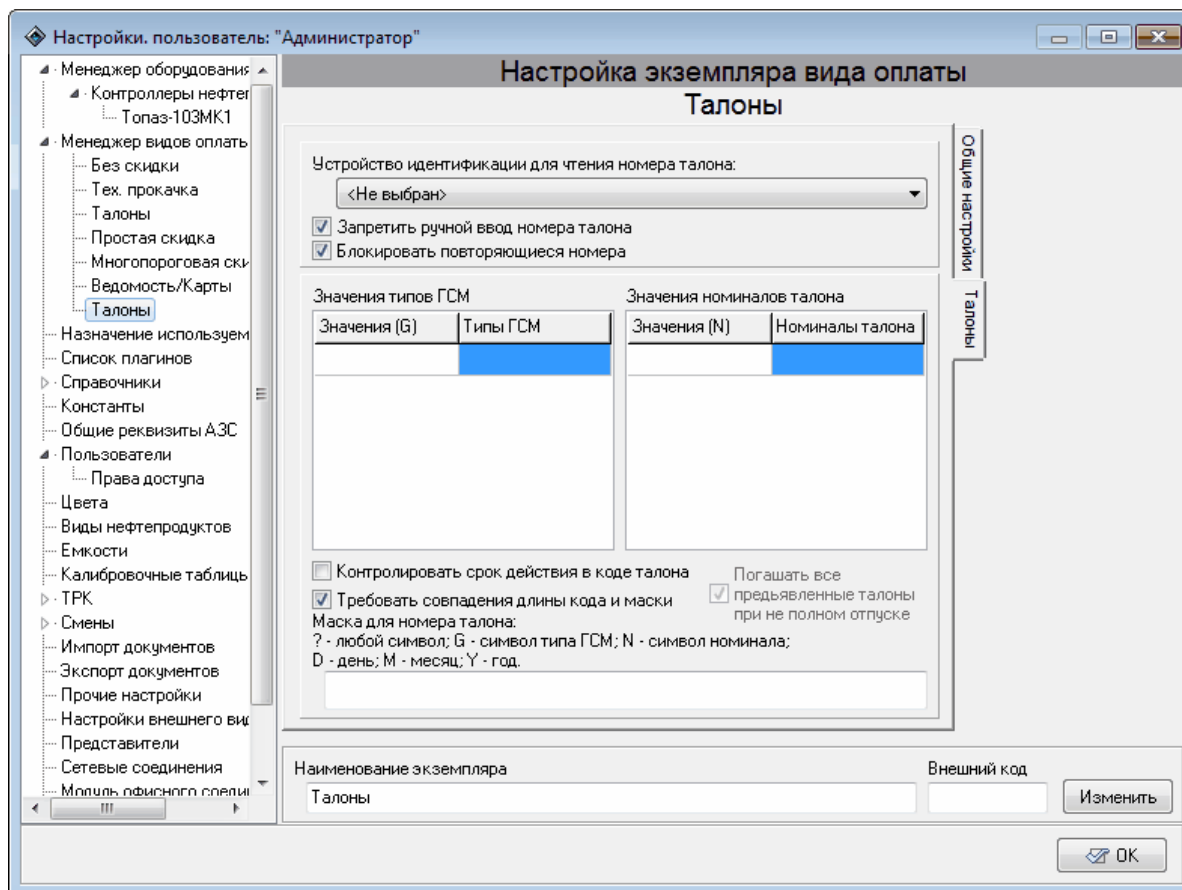 Настройки. пользователь: "Администратор"
Менеджер оборудования
Контроллеры нефтег
Топаз-103МК1
Менеджер видов оплать
Без скидки
Тех. прокачка
Талоны
Простая скидка
Многопороговая ски
Ведомость/Карты
Талоны
Назначение используем
Список плагинов
Справочники
Константы
Общие реквизиты АЗС
Пользователи
Права доступа
Цвета
Виды нефтепродуктов
Емкости
Калибровочные таблиць
ТРК
Смены
Импорт документов
Экспорт документов
Прочие настройки
Настройки внешнего вид
Представители
Сетевые соединения
Модуль офисного соеди
Настройка экземпляра вида оплаты
Талоны
Общие настройки
Талоны
Устройство идентификации для чтения номера талона:
<Не выбран>
Запретить ручной ввод номера талона
Блокировать повторяющиеся номера
Значения типов ГСМ
Значения (G) Типы ГСМ
Значения номиналов талона
Значения (N) Номиналы талона
Контролировать срок действия в коде талона
Требовать совпадения длины кода и маски
Погашать все
предьявленные талоны
при не полном отпуске
Маска для номера талона:
? - любой символ; G - символ типа ГСМ; N - символ номинала;
D - день; M - месяц; Y - год.
Наименование экземпляра
Талоны
Внешний код
Изменить
OK